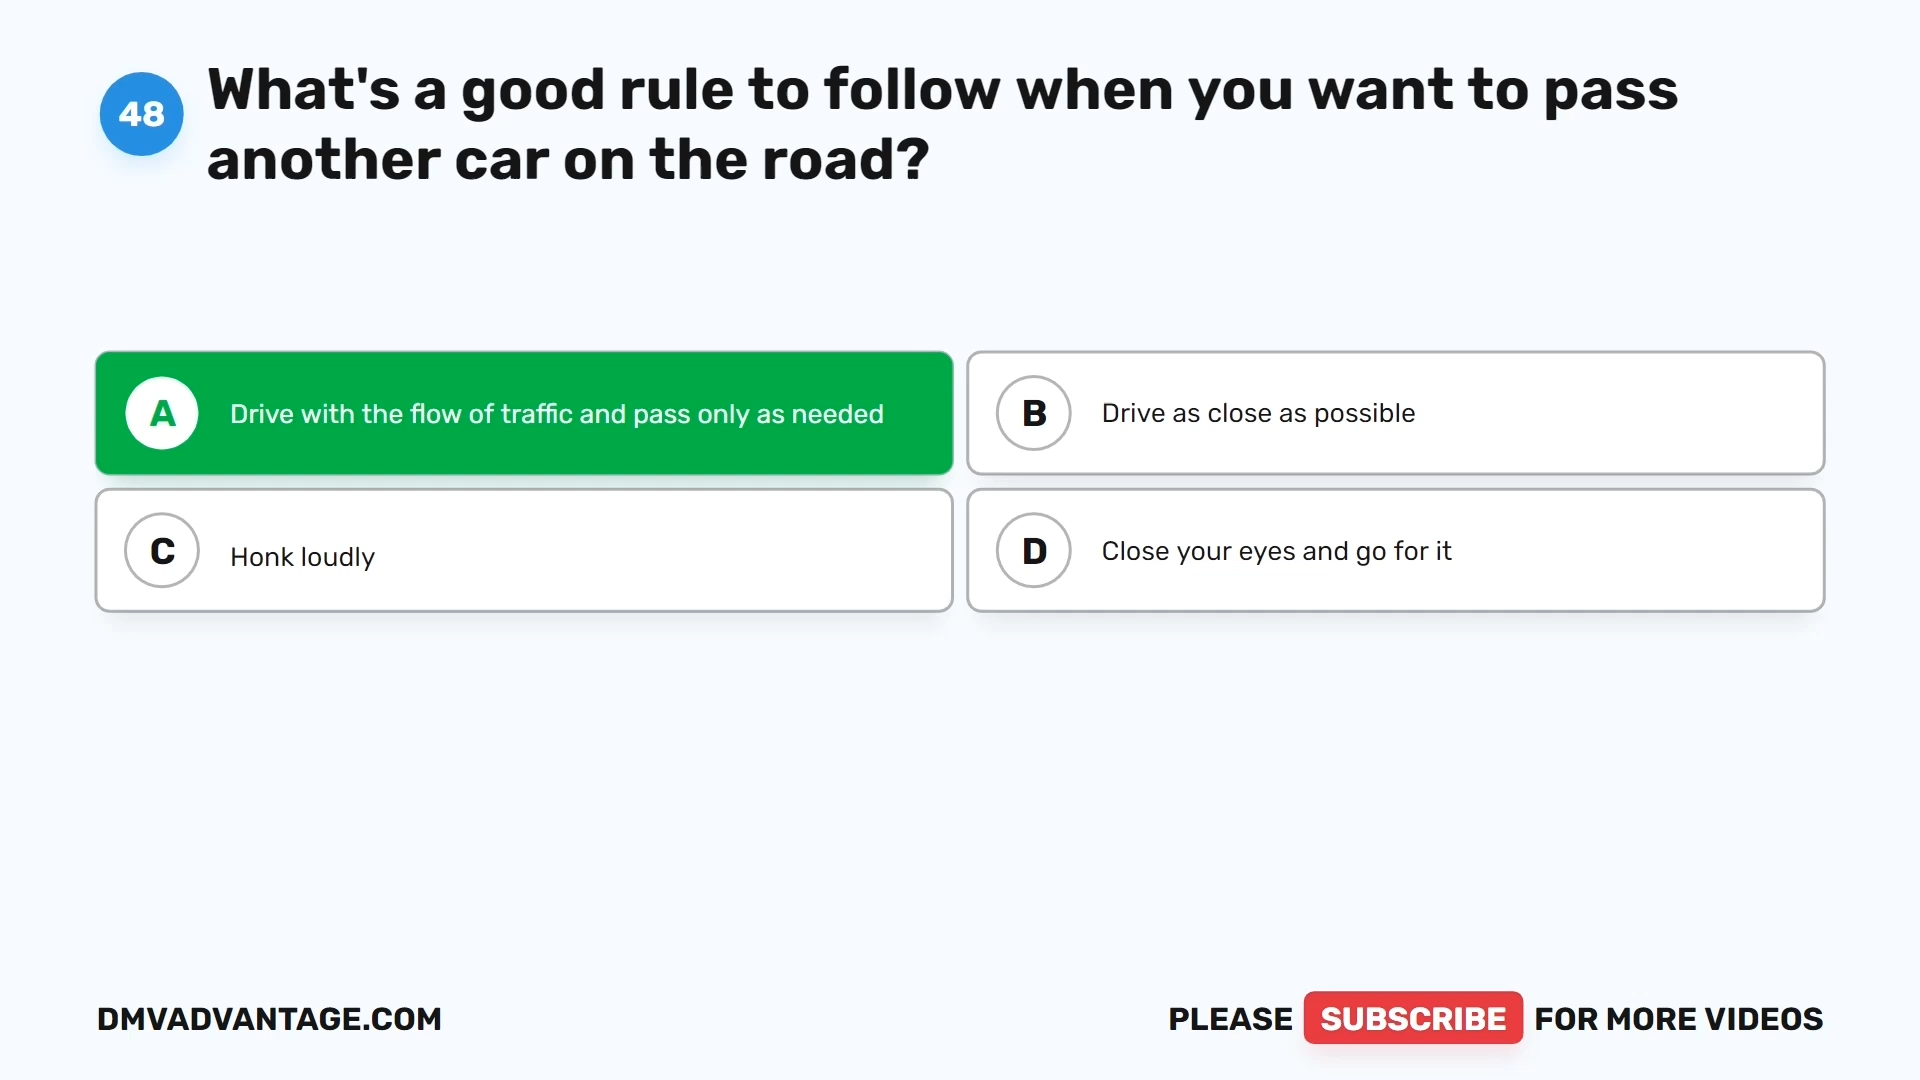 48
What's a good rule to follow when you want to pass
another car on the road?
A Drive with the flow of traffic and pass only as needed
B Drive as close as possible
C Honk loudly
D Close your eyes and go for it
DMVADVANTAGE.COM
PLEASE SUBSCRIBE FOR MORE VIDEOS